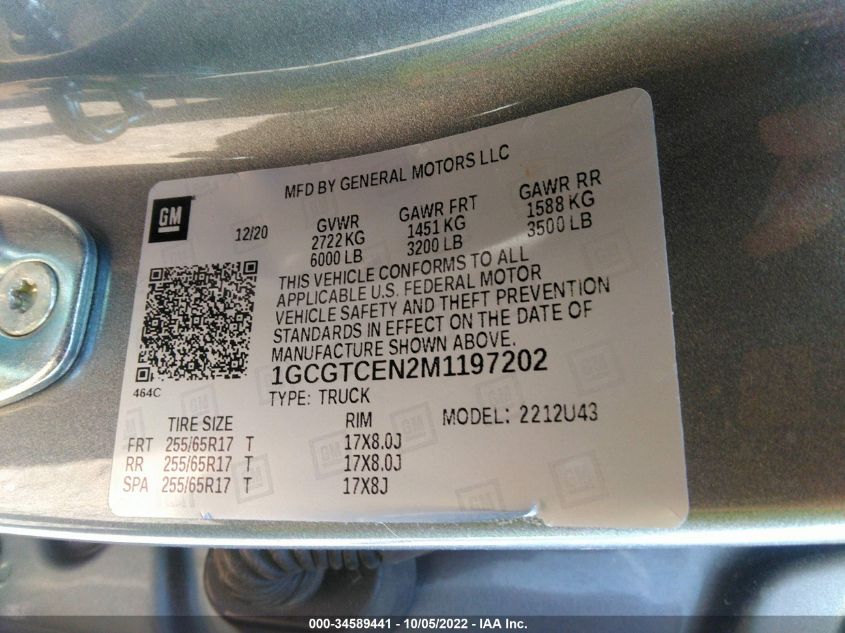 MFD BY GENERAL MOTORS LLC
GM
12/20 GVWR GAWR FRT GAWR RR
2722 KG 1451 KG 1588 KG
6000 LB 3200 LB 3500 LB
THIS VEHICLE CONFORMS TO ALL
APPLICABLE U.S. FEDERAL MOTOR
VEHICLE SAFETY AND THEFT PREVENTION
STANDARDS IN EFFECT ON THE DATE OF
MANUFACTURE SHOWN ABOVE.
464C
1GCGTCEN2M1197202
TYPE: TRUCK
TIRE SIZE RIM MODEL: 2212U43
FRT 255/65R17 T 17X8.0J
RR 255/65R17 T 17X8.0J
SPA 255/65R17 T 17X8J
000-34589441 - 10/05/2022 - IAA Inc.